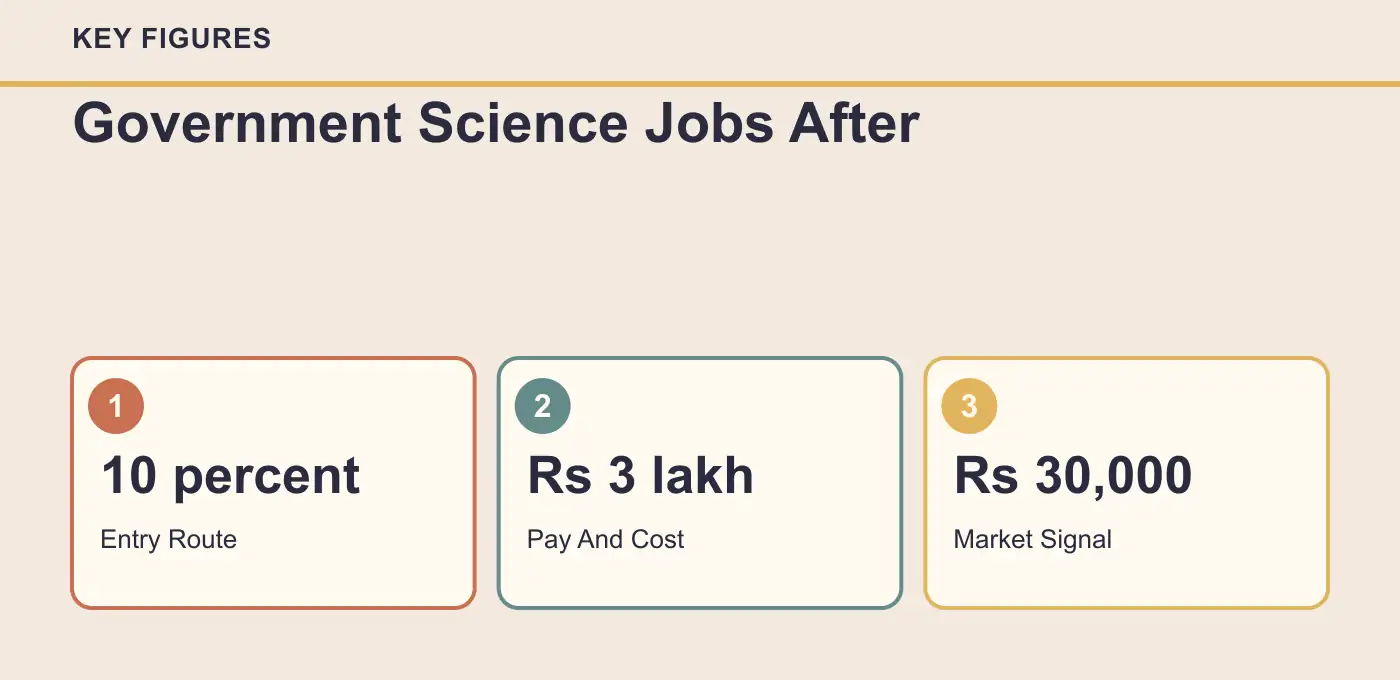 KEY FIGURES
Government Science Jobs After
1
10 percent
Entry Route
2
Rs 3 lakh
Pay And Cost
3
Rs 30,000
Market Signal